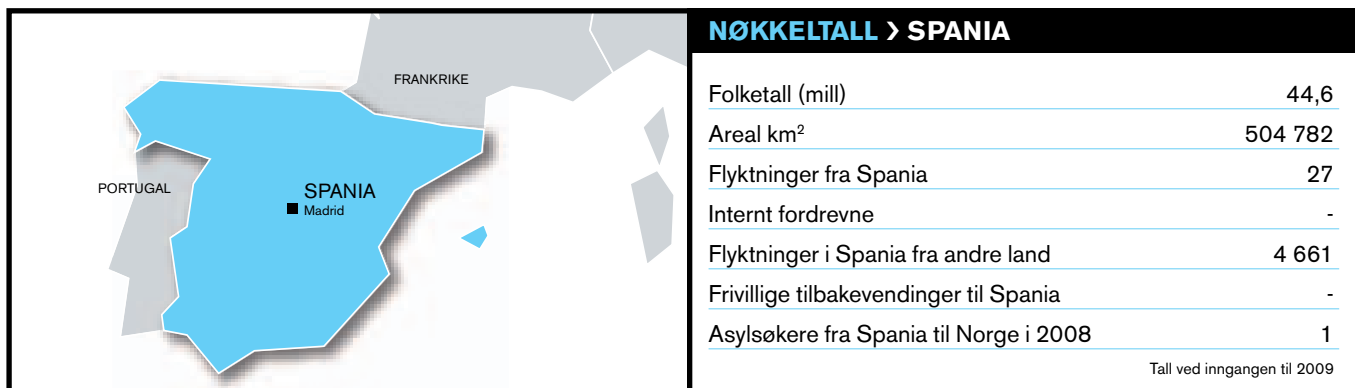 FRANKRIKE
PORTUGAL
SPANIA
Madrid
NØKKELTALL › SPANIA
Folketall (mill) 44,6
Areal km² 504 782
Flyktninger fra Spania 27
Internt fordrevne -
Flyktninger i Spania fra andre land 4 661
Frivillige tilbakevendinger til Spania -
Asylsøkere fra Spania til Norge i 2008 1
Tall ved inngangen til 2009